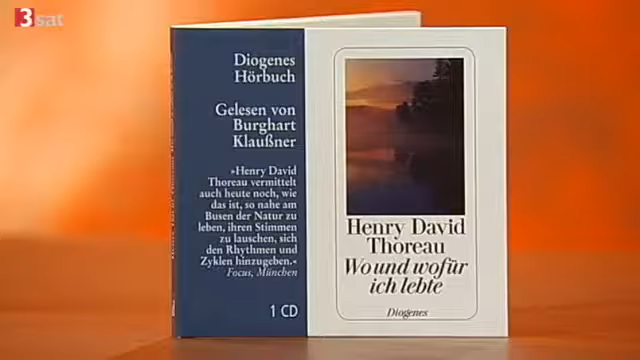 3sat
Diogenes
Hörbuch
Gelesen von
Burghart
Klaußner
»Henry David
Thoreau vermittelt
auch heute noch, wie
das ist, so nahe am
Busen der Natur zu
leben, ihren Stimmen
zu lauschen, sich
den Rhythmen und
Zyklen hinzugeben.«
Focus, München
1 CD
Henry David
Thoreau
Wo und wofür
ich lebte
Diogenes